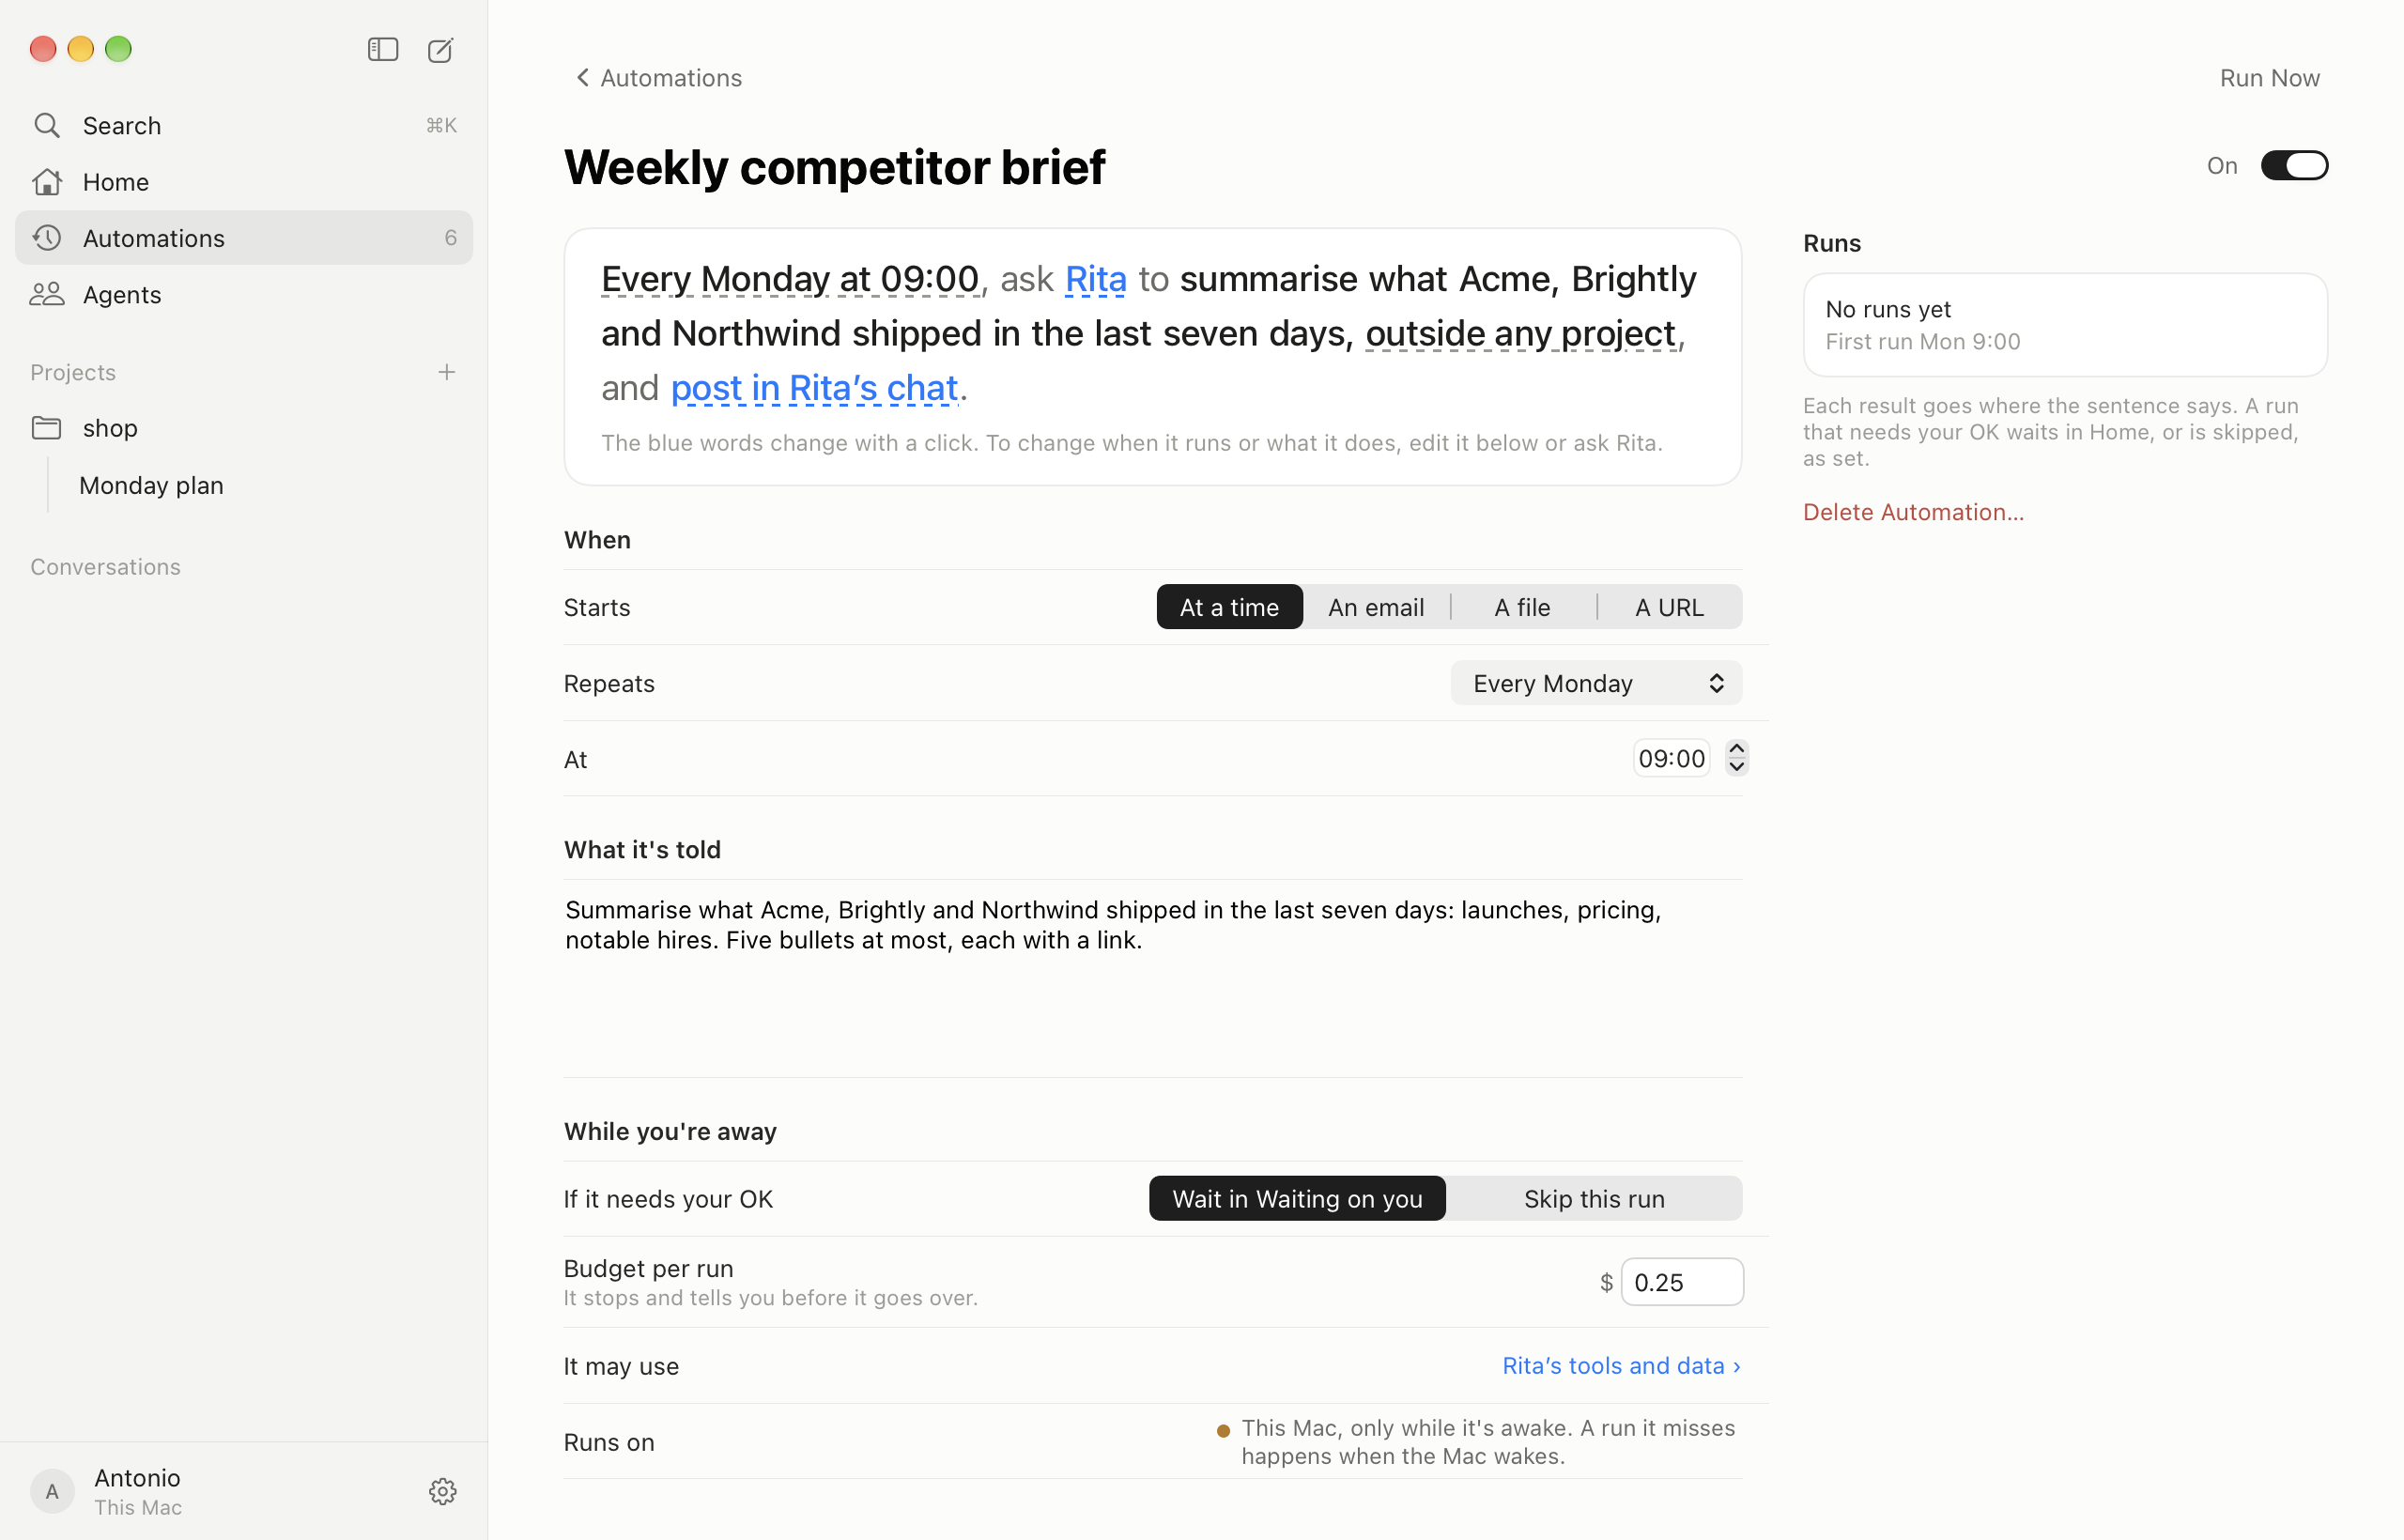 Search ⌘K
Home
Automations 6
Agents
Projects +
shop
Monday plan
Conversations
A
Antonio
This Mac
Automations
Run Now
Weekly competitor brief
On
Every Monday at 09:00, ask Rita to summarise what Acme, Brightly
and Northwind shipped in the last seven days, outside any project,
and post in Rita’s chat.
The blue words change with a click. To change when it runs or what it does, edit it below or ask Rita.
When
Starts
At a time
An email
A file
A URL
Repeats
Every Monday
At
09:00
What it's told
Summarise what Acme, Brightly and Northwind shipped in the last seven days: launches, pricing,
notable hires. Five bullets at most, each with a link.
While you're away
If it needs your OK
Wait in Waiting on you
Skip this run
Budget per run
It stops and tells you before it goes over.
$ 0.25
It may use
Rita’s tools and data ›
Runs on
This Mac, only while it's awake. A run it misses
happens when the Mac wakes.
Runs
No runs yet
First run Mon 9:00
Each result goes where the sentence says. A run
that needs your OK waits in Home, or is skipped,
as set.
Delete Automation...